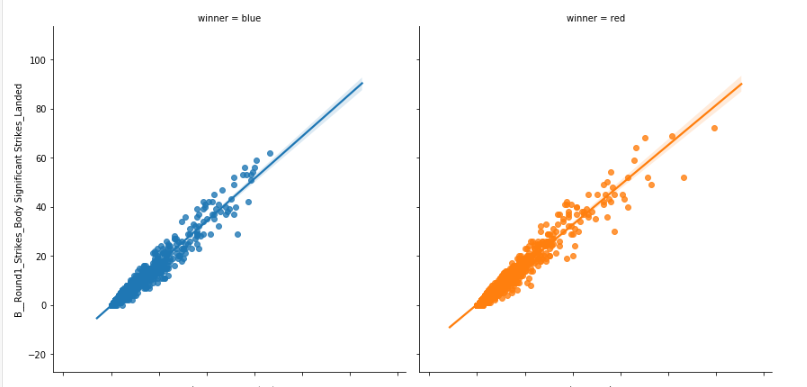 winner = blue
winner = red
B__Round1_Strikes_Body Significant Strikes_Landed
100
80
60
40
20
0
−20